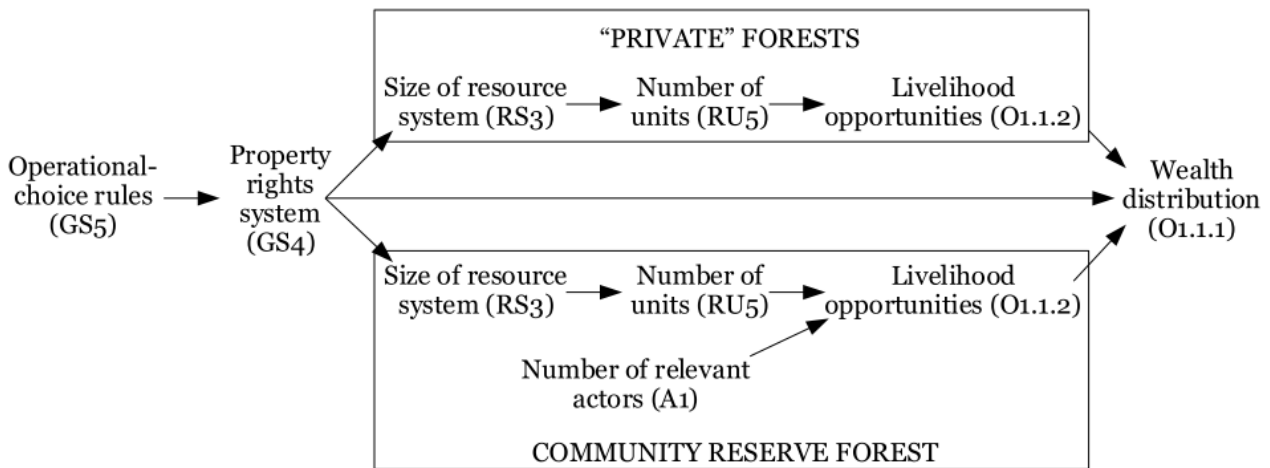 “PRIVATE” FORESTS
Size of resource
system (RS3)
Number of
units (RU5)
Livelihood
opportunities (O1.1.2)
Operational-
choice rules
(GS5)
Property
rights
system
(GS4)
Wealth
distribution
(O1.1.1)
Size of resource
system (RS3)
Number of
units (RU5)
Livelihood
opportunities (O1.1.2)
Number of relevant
actors (A1)
COMMUNITY RESERVE FOREST